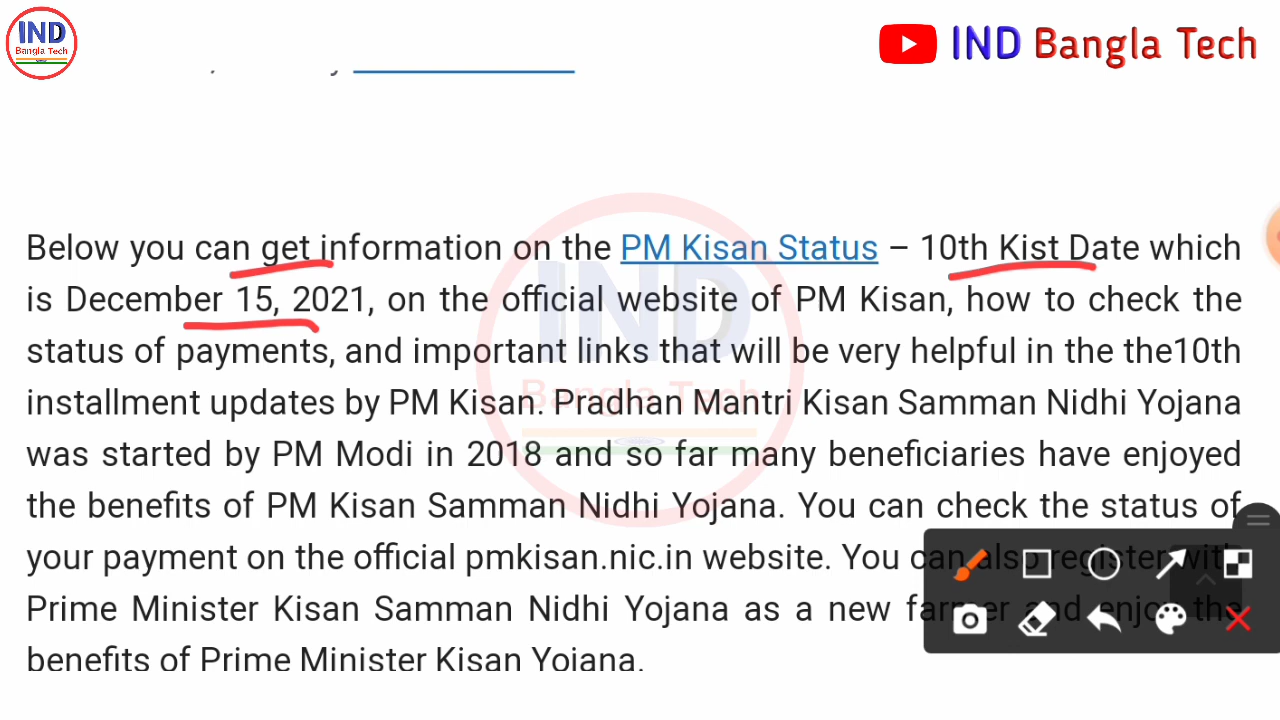 IND
Bangla Tech
IND Bangla Tech
Below you can get information on the PM Kisan Status – 10th Kist Date which
is December 15, 2021, on the official website of PM Kisan, how to check the
status of payments, and important links that will be very helpful in the the10th
installment updates by PM Kisan. Pradhan Mantri Kisan Samman Nidhi Yojana
was started by PM Modi in 2018 and so far many beneficiaries have enjoyed
the benefits of PM Kisan Samman Nidhi Yojana. You can check the status of
your payment on the official pmkisan.nic.in website. You can also register with
Prime Minister Kisan Samman Nidhi Yojana as a new farmer and enjoy the
benefits of Prime Minister Kisan Yojana.
IND
Bangla Tech